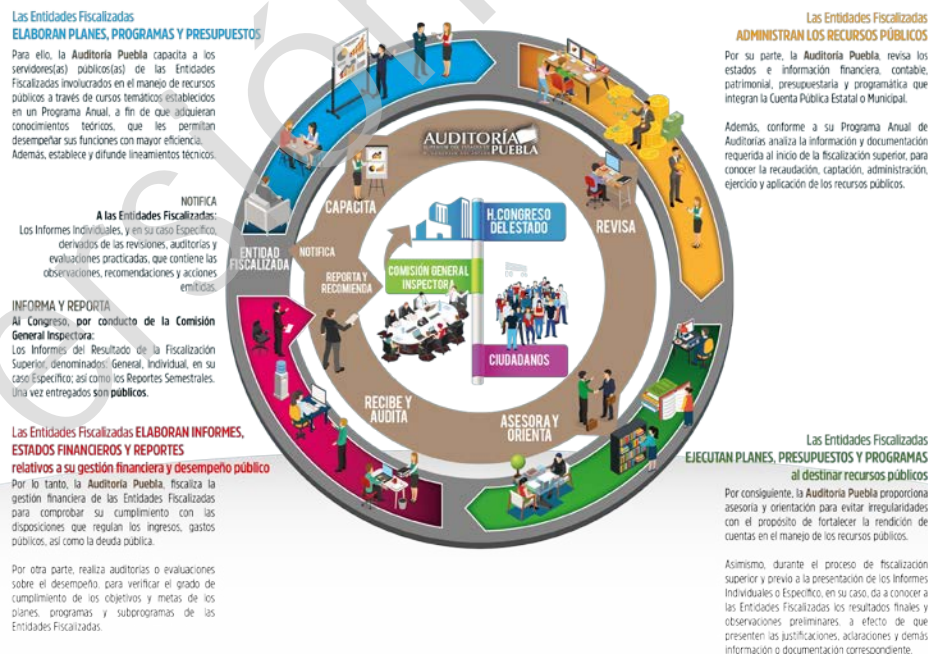 Las Entidades Fiscalizadas
ELABORAN PLANES, PROGRAMAS Y PRESUPUESTOS
Para ello, la Auditoría Puebla capacita a los
servidores(as) públicos(as) de las Entidades
Fiscalizadas involucrados en el manejo de recursos
públicos a través de cursos temáticos establecidos
en un Programa Anual, a fin de que adquieran
conocimientos teóricos, que les permitan
desempeñar sus funciones con mayor eficiencia.
Además, establece y difunde lineamientos técnicos.
NOTIFICA
A las Entidades Fiscalizadas:
Los Informes Individuales, y en su caso Específico,
derivados de las revisiones, auditorías y
evaluaciones practicadas, que contiene las
observaciones, recomendaciones y acciones
emitidas.
INFORMA Y REPORTA
Al Congreso, por conducto de la Comisión
General Inspectora:
Los Informes del Resultado de la Fiscalización
Superior, denominados: General, Individual, en su
caso Específico; así como los Reportes Semestrales.
Una vez entregados son públicos.
Las Entidades Fiscalizadas ELABORAN INFORMES,
ESTADOS FINANCIEROS Y REPORTES
relativos a su gestión financiera y desempeño público
Por lo tanto, la Auditoría Puebla, fiscaliza la
gestión financiera de las Entidades Fiscalizadas
para comprobar su cumplimiento con las
disposiciones que regulan los ingresos, gastos
públicos, así como la deuda pública.
Por otra parte, realiza auditorías o evaluaciones
sobre el desempeño, para verificar el grado de
cumplimiento de los objetivos y metas de los
planes, programas y subprogramas de las
Entidades Fiscalizadas.
AUDITORÍA
PUEBLA
CAPACITA
REVISA
ENTIDAD
FISCALIZADA
NOTIFICA
REPORTA Y
RECOMIENDA
H. CONGRESO
DEL ESTADO
COMISIÓN GENERAL
INSPECTORA
CIUDADANOS
RECIBE Y
AUDITA
ASESORA Y
ORIENTA
Las Entidades Fiscalizadas
ADMINISTRAN LOS RECURSOS PÚBLICOS
Por su parte, la Auditoría Puebla, revisa los
estados e información financiera, contable,
patrimonial, presupuestaria y programática que
integran la Cuenta Pública Estatal o Municipal.
Además, conforme a su Programa Anual de
Auditorías analiza la información y documentación
requerida al inicio de la fiscalización superior, para
conocer la recaudación, captación, administración,
ejercicio y aplicación de los recursos públicos.
Las Entidades Fiscalizadas
EJECUTAN PLANES, PRESUPUESTOS Y PROGRAMAS
al destinar recursos públicos
Por consiguiente, la Auditoría Puebla proporciona
asesoría y orientación para evitar irregularidades
con el propósito de fortalecer la rendición de
cuentas en el manejo de los recursos públicos.
Asimismo, durante el proceso de fiscalización
superior y previo a la presentación de los Informes
Individuales o Específico, en su caso, da a conocer a
las Entidades Fiscalizadas los resultados finales y
observaciones preliminares, a efecto de que
presenten las justificaciones, aclaraciones y demás
información o documentación correspondiente.